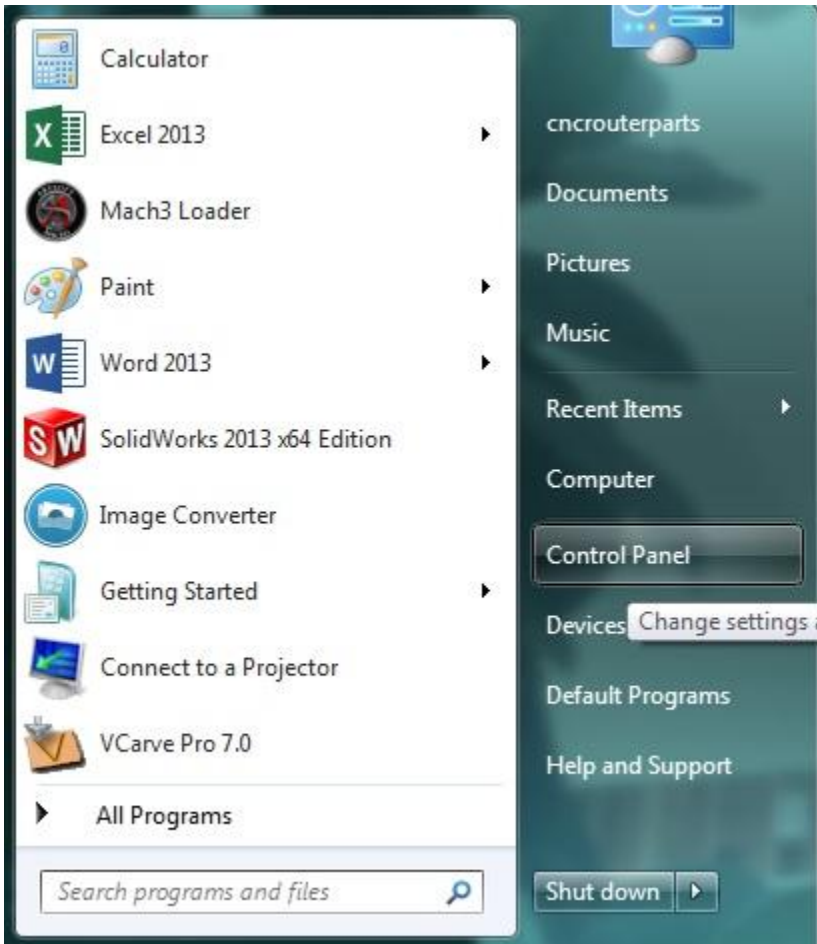 Calculator
Excel 2013
Mach3 Loader
Paint
Word 2013
SolidWorks 2013 x64 Edition
Image Converter
Getting Started
Connect to a Projector
VCarve Pro 7.0
All Programs
Search programs and files
cncrouterparts
Documents
Pictures
Music
Recent Items
Computer
Control Panel
Devices
Change settings
Default Programs
Help and Support
Shut down